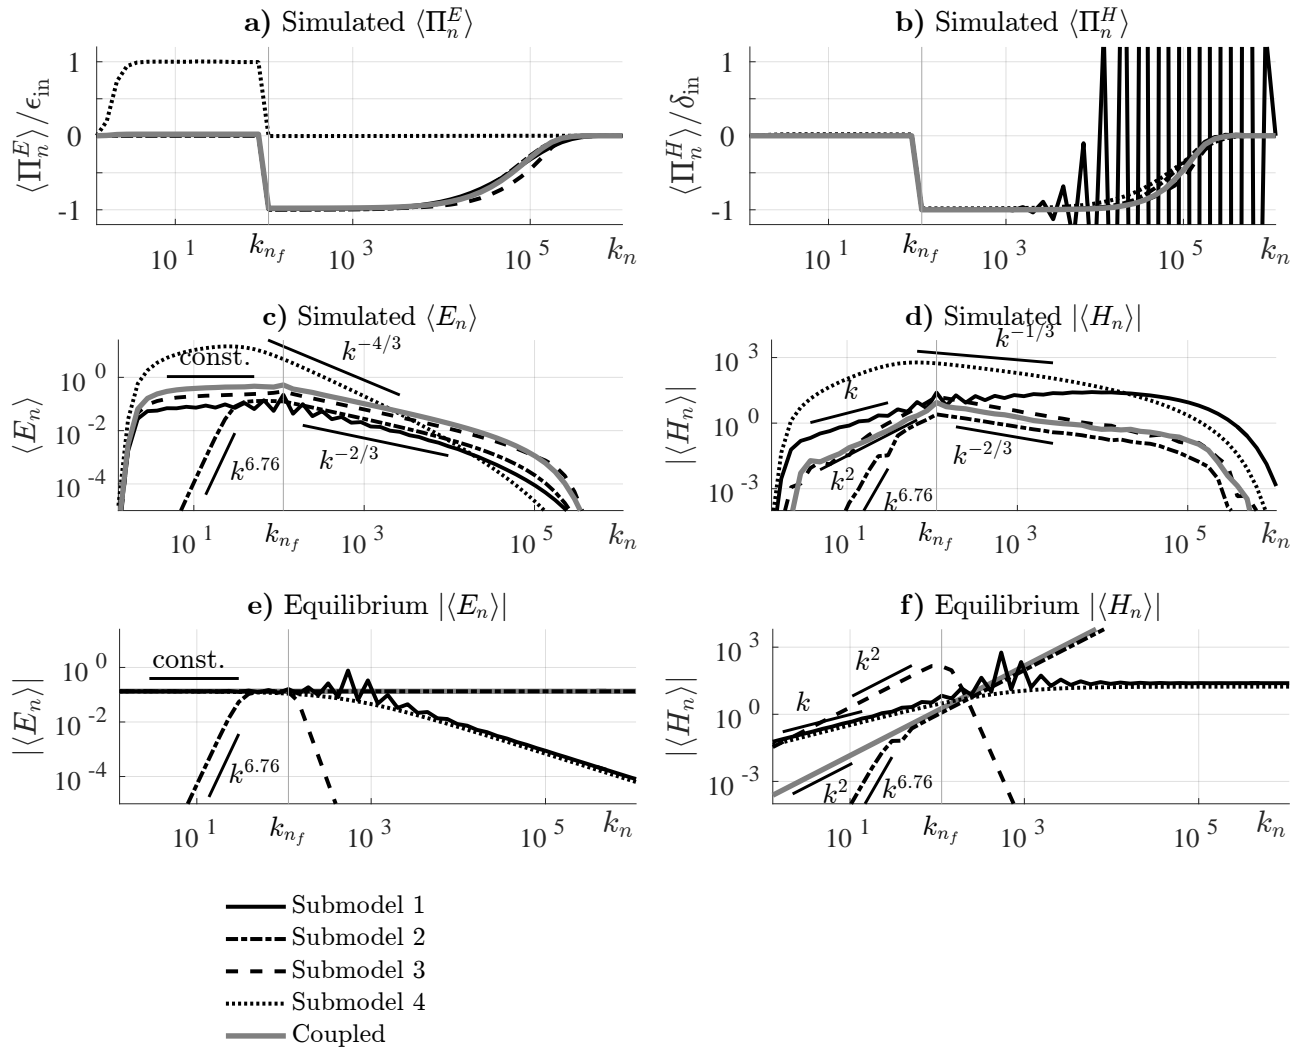 a) Simulated ⟨Π_n^E⟩
⟨Π_n^E⟩/ϵ_in
1
0
-1
10^1
k_{n_f}
10^3
10^5
k_n
b) Simulated ⟨Π_n^H⟩
⟨Π_n^H⟩/δ_in
1
0
-1
10^1
k_{n_f}
10^3
10^5
k_n
c) Simulated ⟨E_n⟩
⟨E_n⟩
10^0
10^-2
10^-4
const.
k^{-4/3}
k^{6.76}
k^{-2/3}
10^1
k_{n_f}
10^3
10^5
k_n
d) Simulated |⟨H_n⟩|
|⟨H_n⟩|
10^3
10^0
10^-3
k^{-1/3}
k
k^2
k^{-2/3}
k^{6.76}
10^1
k_{n_f}
10^3
10^5
k_n
e) Equilibrium |⟨E_n⟩|
|⟨E_n⟩|
10^0
10^-2
10^-4
const.
k^{6.76}
10^1
k_{n_f}
10^3
10^5
k_n
f) Equilibrium |⟨H_n⟩|
|⟨H_n⟩|
10^3
10^0
10^-3
k^2
k
k^2
k^{6.76}
10^1
k_{n_f}
10^3
10^5
k_n
Submodel 1
Submodel 2
Submodel 3
Submodel 4
Coupled